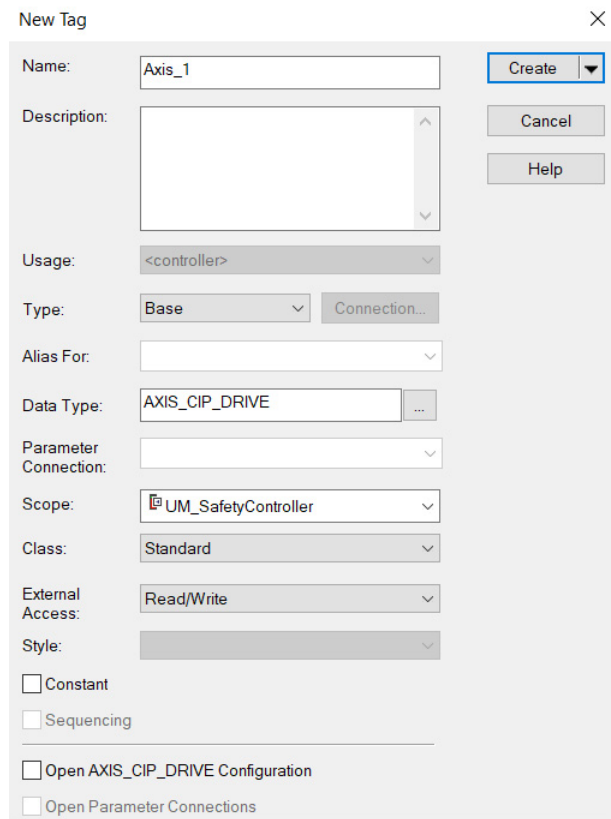 New Tag
Name:
Axis_1
Create
Description:
Cancel
Help
Usage:
<controller>
Type:
Base
Connection...
Alias For:
Data Type:
AXIS_CIP_DRIVE
...
Parameter
Connection:
Scope:
UM_SafetyController
Class:
Standard
External
Access:
Read/Write
Style:
Constant
Sequencing
Open AXIS_CIP_DRIVE Configuration
Open Parameter Connections